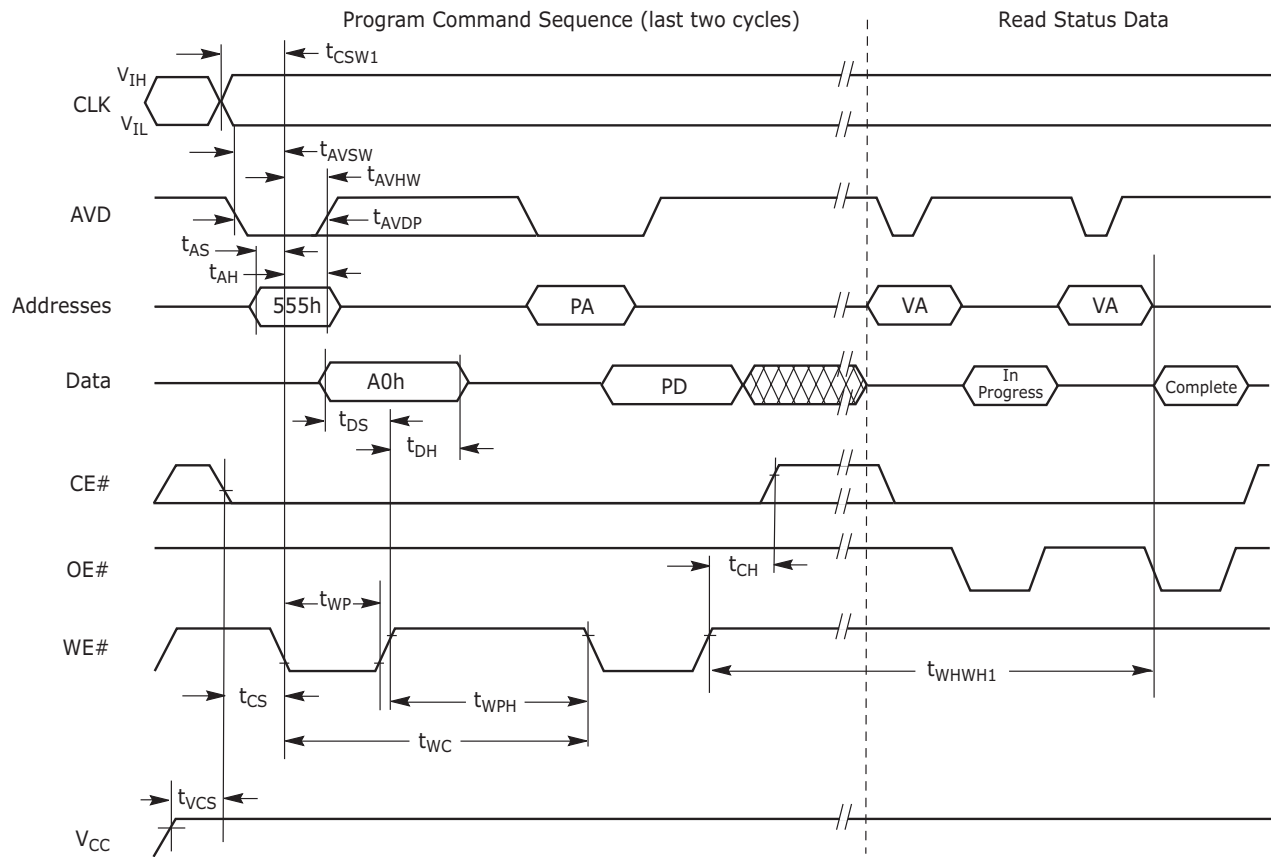 Program Command Sequence (last two cycles) Read Status Data
tCSW1
VIH
CLK
VIL
tAVSW
tAVHW
AVD
tAVDP
tAS
tAH
Addresses 555h PA VA VA
Data A0h PD In Progress Complete
tDS
tDH
CE#
OE#
tCH
tWP
WE#
tWHWH1
tCS
tWPH
tWC
tVCS
VCC